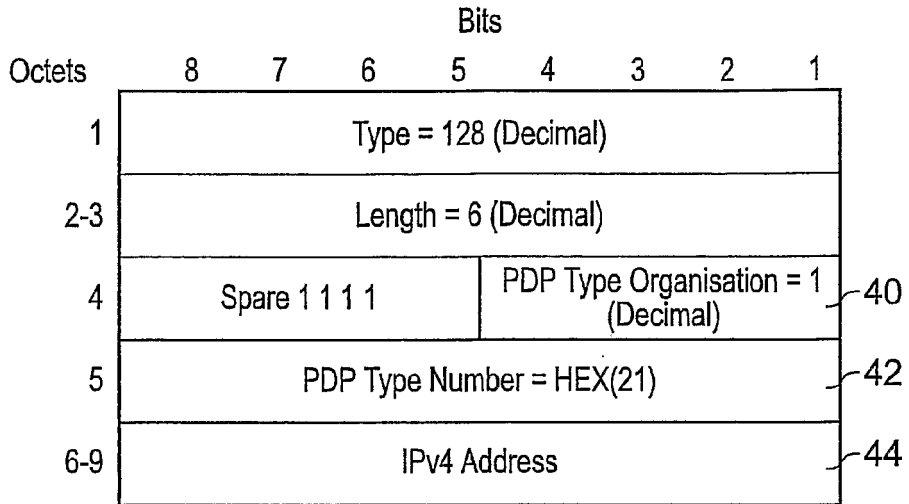 Bits
Octets 8 7 6 5 4 3 2 1
1 Type = 128 (Decimal)
2-3 Length = 6 (Decimal)
4 Spare 1 1 1 1 PDP Type Organisation = 1 (Decimal) 40
5 PDP Type Number = HEX(21) 42
6-9 IPv4 Address 44